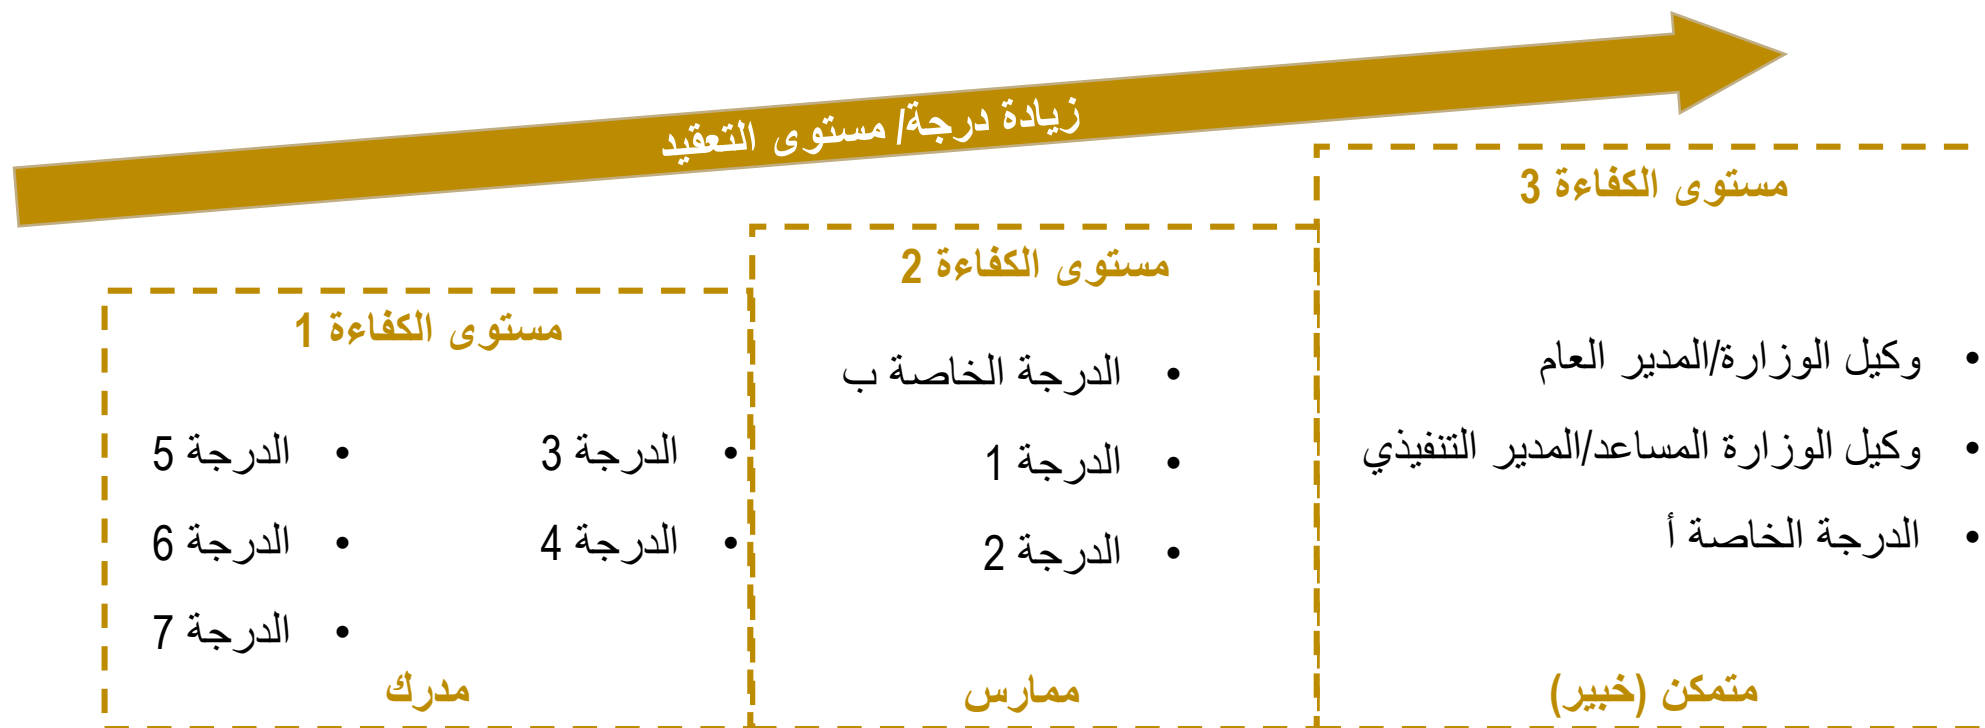 زيادة درجة/ مستوى التعقيد
مستوى الكفاءة 3
• وكيل الوزارة/المدير العام
• وكيل الوزارة المساعد/المدير التنفيذي
• الدرجة الخاصة أ
متمكن (خبير)
مستوى الكفاءة 2
• الدرجة الخاصة ب
• الدرجة 1
• الدرجة 2
ممارس
مستوى الكفاءة 1
• الدرجة 3
• الدرجة 4
• الدرجة 5
• الدرجة 6
• الدرجة 7
مدرك